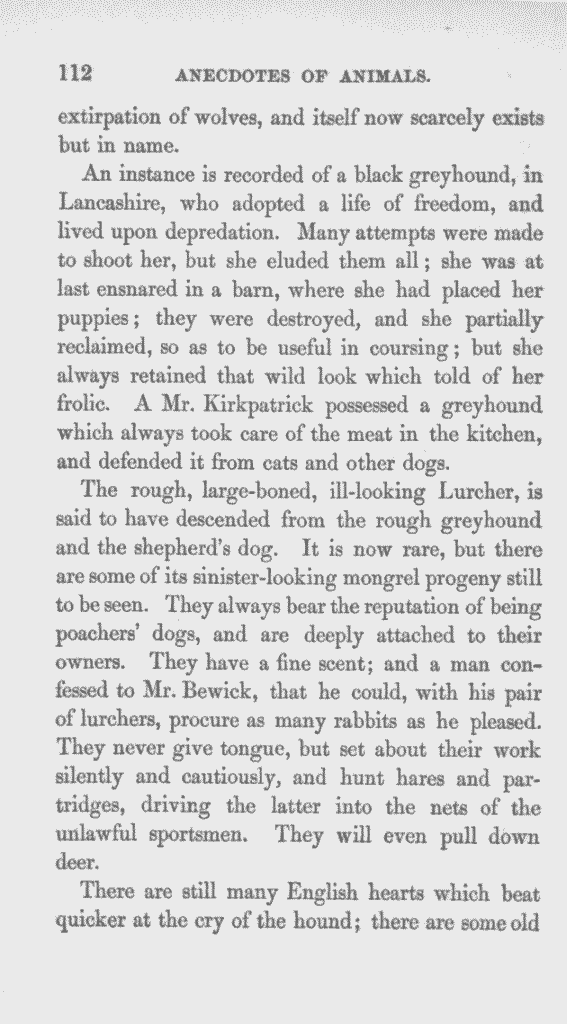 112 ANECDOTES OF ANIMALS.
extirpation of wolves, and itself now scarcely exists
but in name.
An instance is recorded of a black greyhound, in
Lancashire, who adopted a life of freedom, and
lived upon depredation. Many attempts were made
to shoot her, but she eluded them all; she was at
last ensnared in a barn, where she had placed her
puppies; they were destroyed, and she partially
reclaimed, so as to be useful in coursing; but she
always retained that wild look which told of her
frolic. A Mr. Kirkpatrick possessed a greyhound
which always took care of the meat in the kitchen,
and defended it from cats and other dogs.
The rough, large-boned, ill-looking Lurcher, is
said to have descended from the rough greyhound
and the shepherd's dog. It is now rare, but there
are some of its sinister-looking mongrel progeny still
to be seen. They always bear the reputation of being
poachers' dogs, and are deeply attached to their
owners. They have a fine scent; and a man con-
fessed to Mr. Bewick, that he could, with his pair
of lurchers, procure as many rabbits as he pleased.
They never give tongue, but set about their work
silently and cautiously, and hunt hares and par-
tridges, driving the latter into the nets of the
unlawful sportsmen. They will even pull down
deer.
There are still many English hearts which beat
quicker at the cry of the hound; there are some old